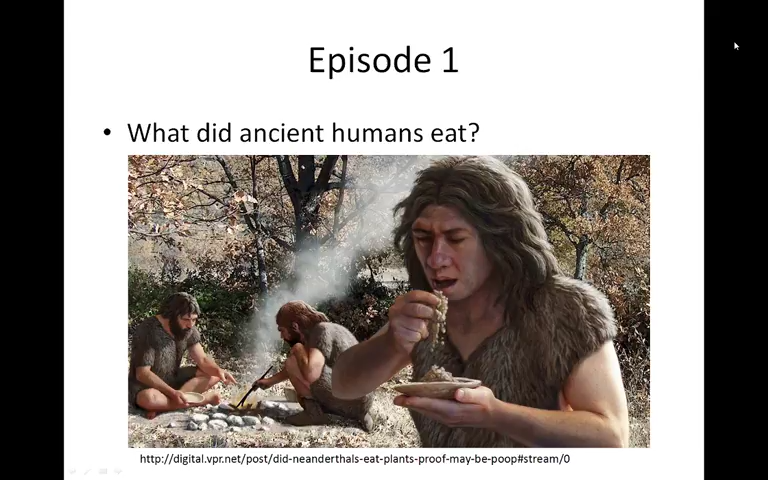 Episode 1
• What did ancient humans eat?
http://digital.vpr.net/post/did-neanderthals-eat-plants-proof-may-be-poop#stream/0